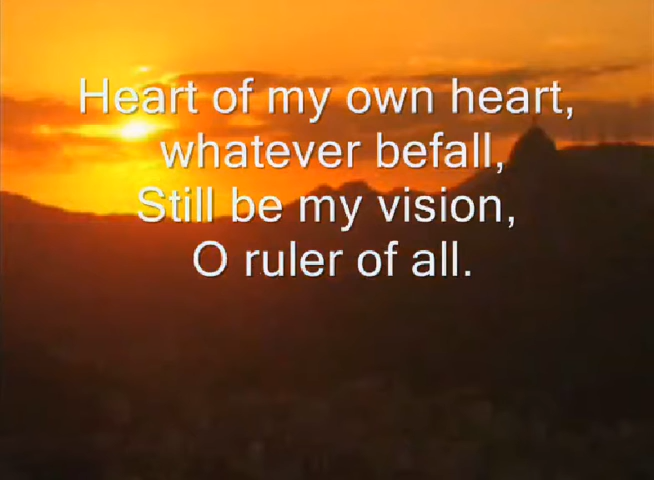 Heart of my own heart,
whatever befall,
Still be my vision,
O ruler of all.